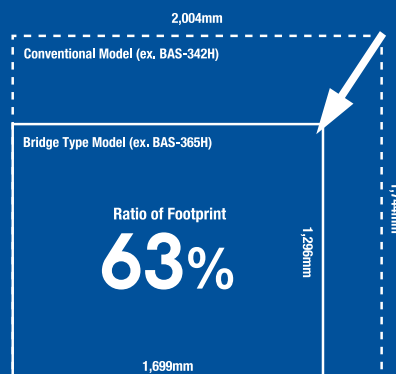 2,004mm
Conventional Model (ex. BAS-342H)
Bridge Type Model (ex. BAS-365H)
Ratio of Footprint
63%
1,296mm
1,699mm